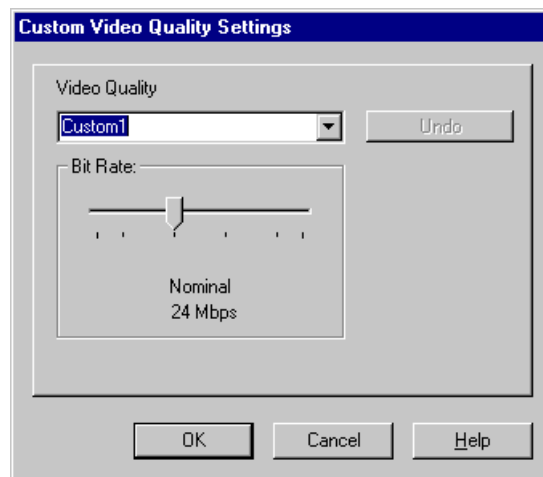 Custom Video Quality Settings
Video Quality
Custom1
Undo
Bit Rate:
Nominal
24 Mbps
OK
Cancel
Help